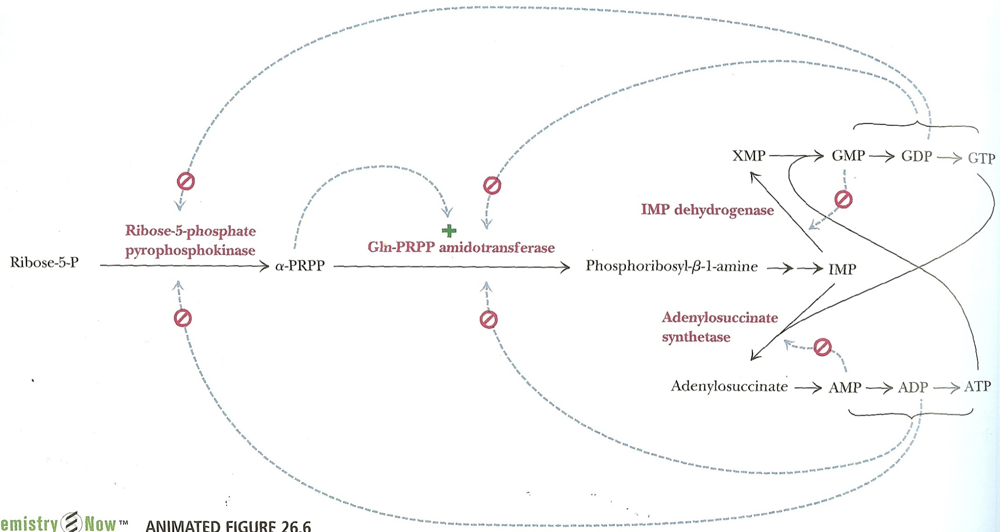 XMP → GMP → GDP → GTP
IMP dehydrogenase
Ribose-5-phosphate
pyrophosphokinase
+
Gln-PRPP amidotransferase
Ribose-5-P → α-PRPP → Phosphoribosyl-β-1-amine → → IMP
Adenylosuccinate
synthetase
Adenylosuccinate → AMP → ADP → ATP
emistry Now™ ANIMATED FIGURE 26.6